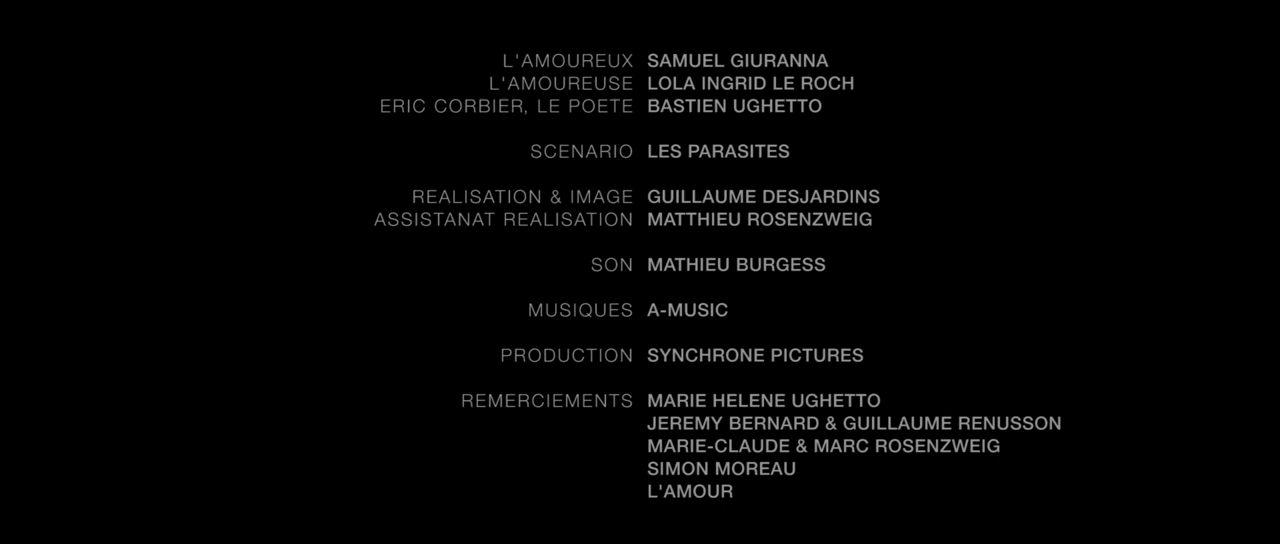 L'AMOUREUX SAMUEL GIURANNA
L'AMOUREUSE LOLA INGRID LE ROCH
ERIC CORBIER, LE POETE BASTIEN UGHETTO
SCENARIO LES PARASITES
REALISATION & IMAGE GUILLAUME DESJARDINS
ASSISTANAT REALISATION MATTHIEU ROSENZWEIG
SON MATHIEU BURGESS
MUSIQUES A-MUSIC
PRODUCTION SYNCHRONE PICTURES
REMERCIEMENTS MARIE HELENE UGHETTO
JEREMY BERNARD & GUILLAUME RENUSSON
MARIE-CLAUDE & MARC ROSENZWEIG
SIMON MOREAU
L'AMOUR